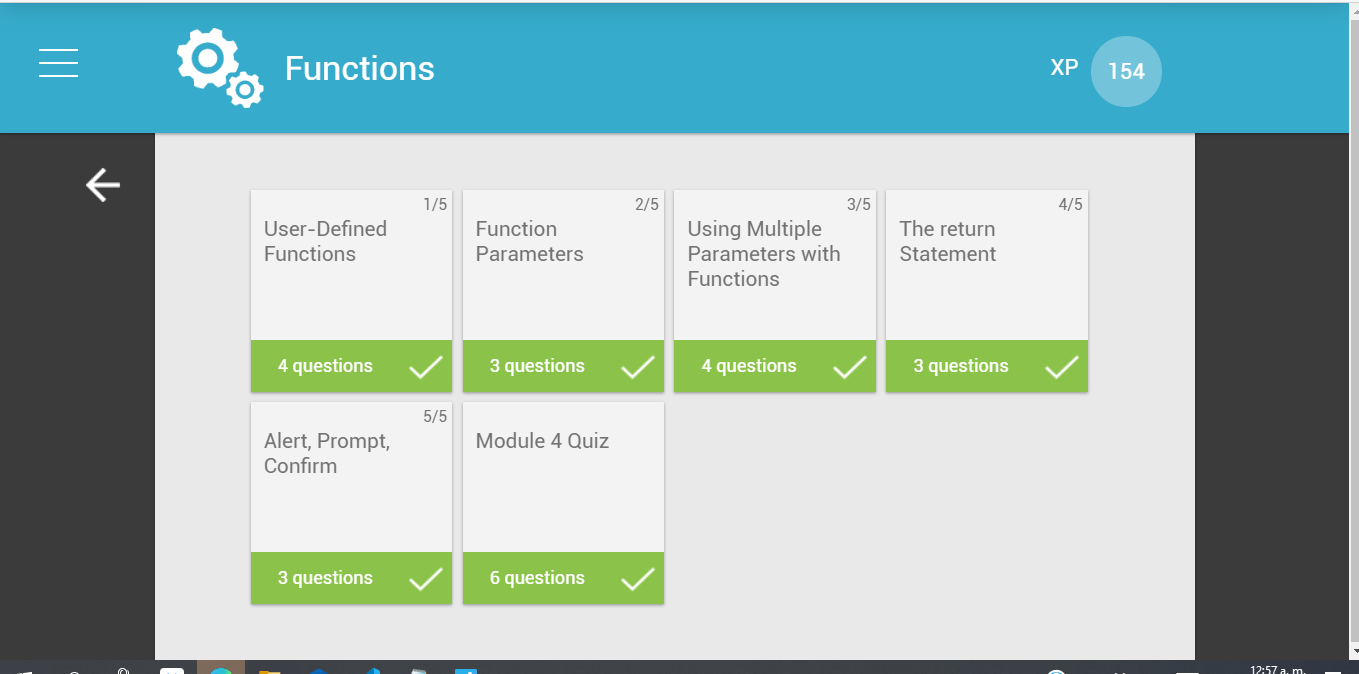 Functions
XP 154
1/5
User-Defined
Functions
4 questions
2/5
Function
Parameters
3 questions
3/5
Using Multiple
Parameters with
Functions
4 questions
4/5
The return
Statement
3 questions
5/5
Alert, Prompt,
Confirm
3 questions
Module 4 Quiz
6 questions
12:57 a. m.